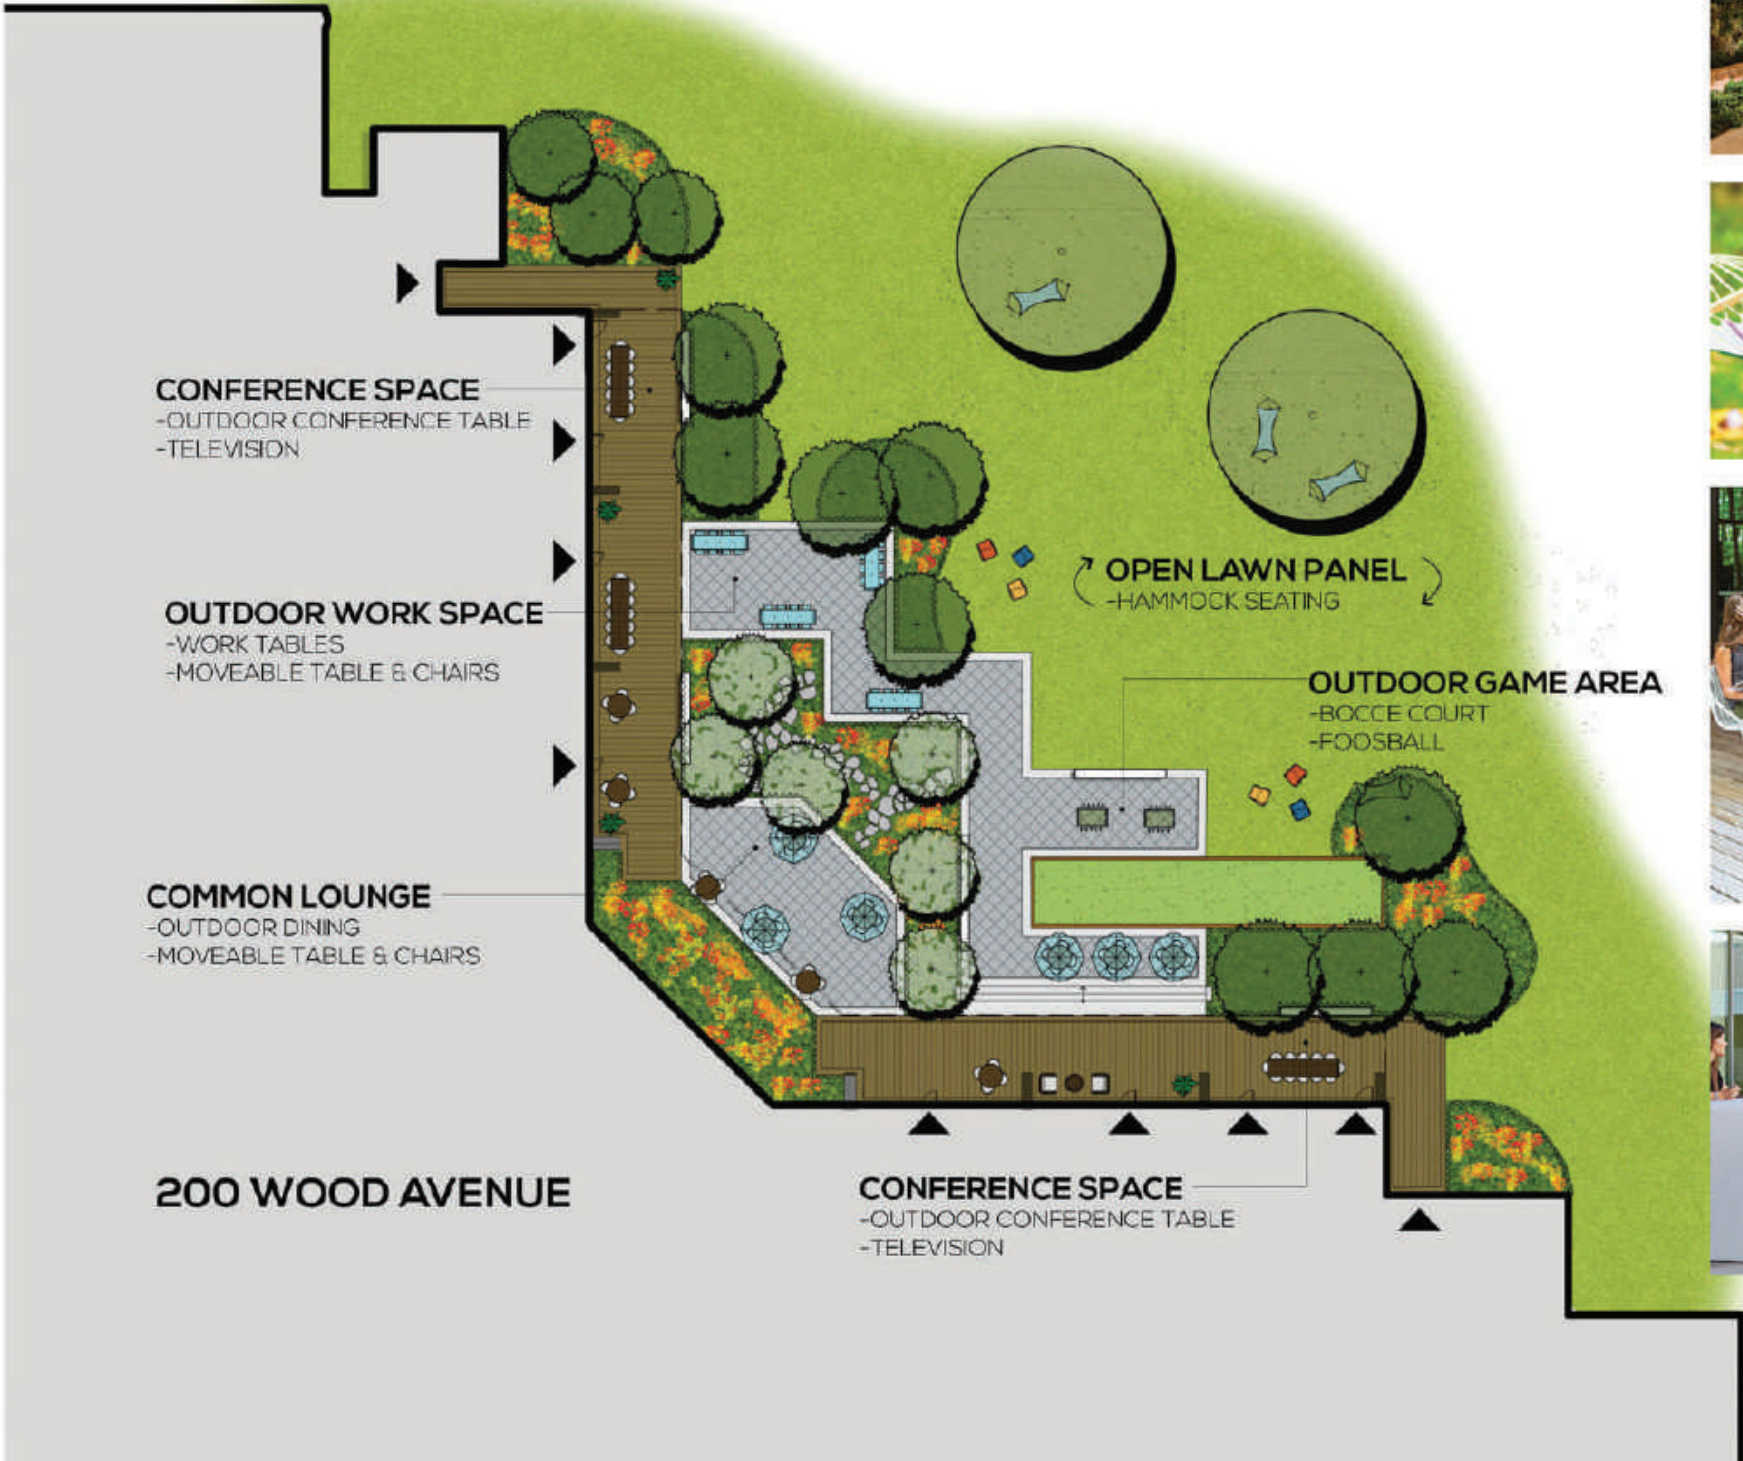 CONFERENCE SPACE
-OUTDOOR CONFERENCE TABLE
-TELEVISION
OUTDOOR WORK SPACE
-WORK TABLES
-MOVEABLE TABLE & CHAIRS
OPEN LAWN PANEL
-HAMMOCK SEATING
OUTDOOR GAME AREA
-BOCCE COURT
-FOOSBALL
COMMON LOUNGE
-OUTDOOR DINING
-MOVEABLE TABLE & CHAIRS
200 WOOD AVENUE
CONFERENCE SPACE
-OUTDOOR CONFERENCE TABLE
-TELEVISION